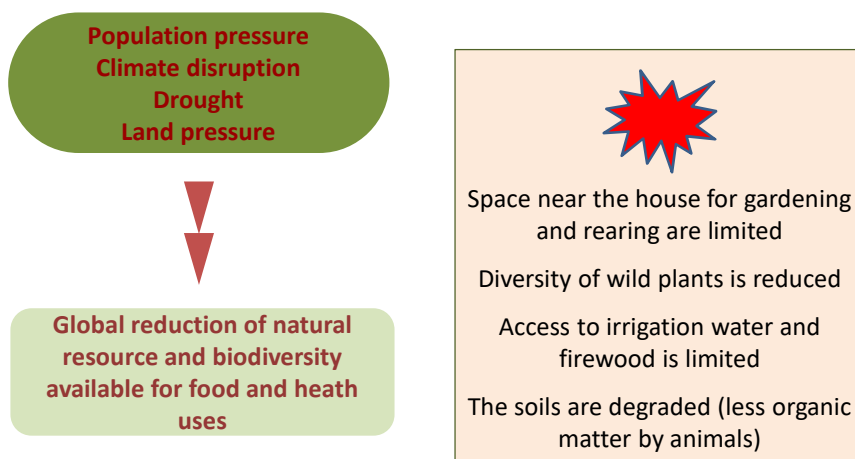 Population pressure
Climate disruption
Drought
Land pressure
Global reduction of natural
resource and biodiversity
available for food and heath
uses
Space near the house for gardening
and rearing are limited
Diversity of wild plants is reduced
Access to irrigation water and
firewood is limited
The soils are degraded (less organic
matter by animals)